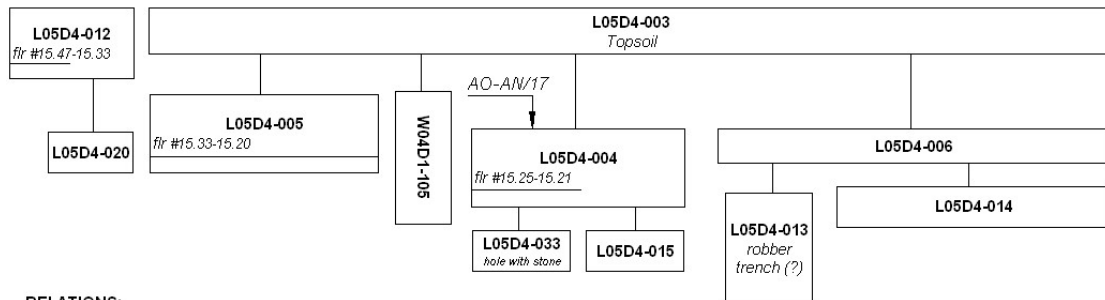 L05D4-012
flr #15.47-15.33
L05D4-003
Topsoil
AO-AN/17
L05D4-020
L05D4-005
flr #15.33-15.20
W04D1-105
L05D4-004
flr #15.25-15.21
L05D4-006
L05D4-033
hole with stone
L05D4-015
L05D4-013
robber
trench (?)
L05D4-014
RELATIONS: